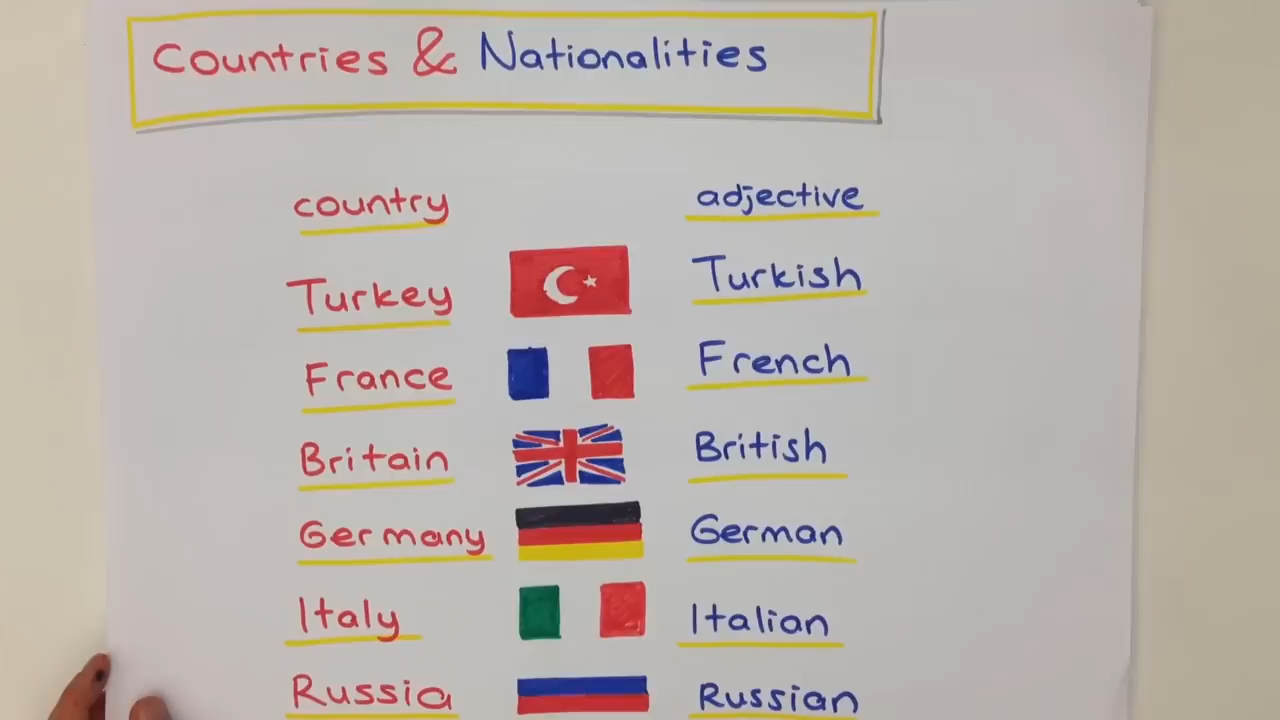 Countries & Nationalities
country adjective
Turkey Turkish
France French
Britain British
Germany German
Italy Italian
Russia Russian